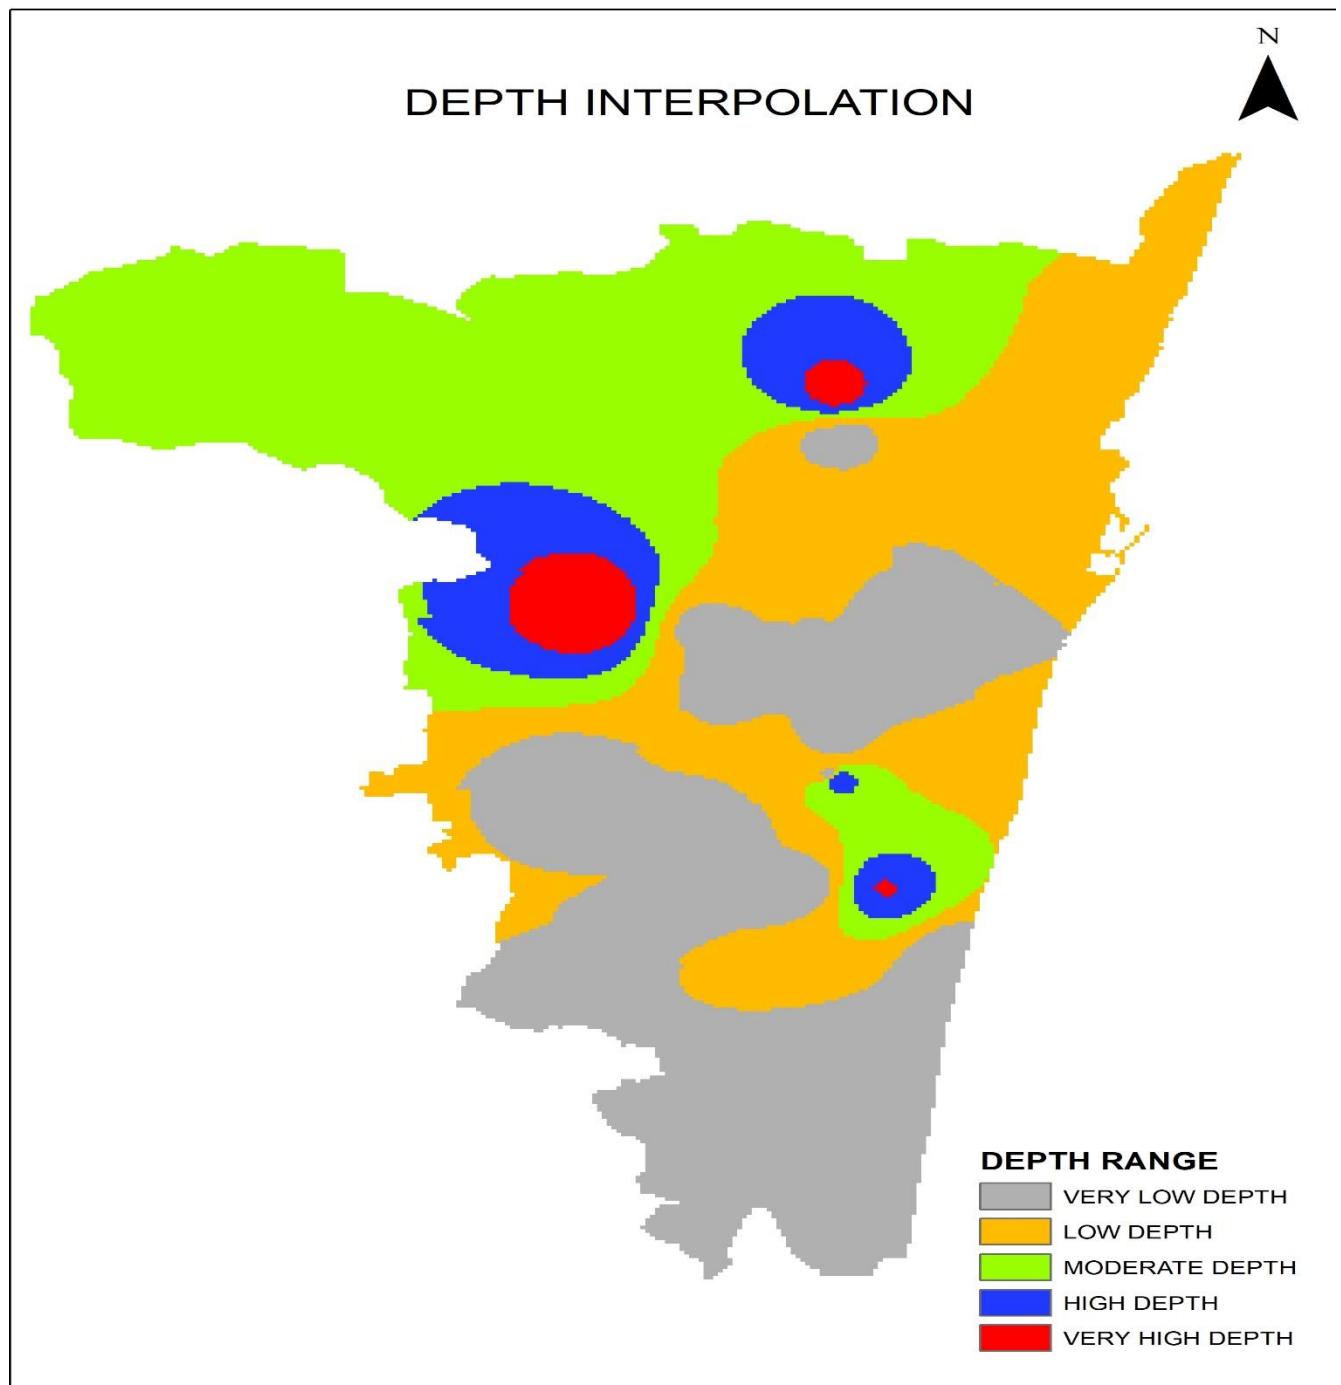 N
DEPTH INTERPOLATION
DEPTH RANGE
VERY LOW DEPTH
LOW DEPTH
MODERATE DEPTH
HIGH DEPTH
VERY HIGH DEPTH